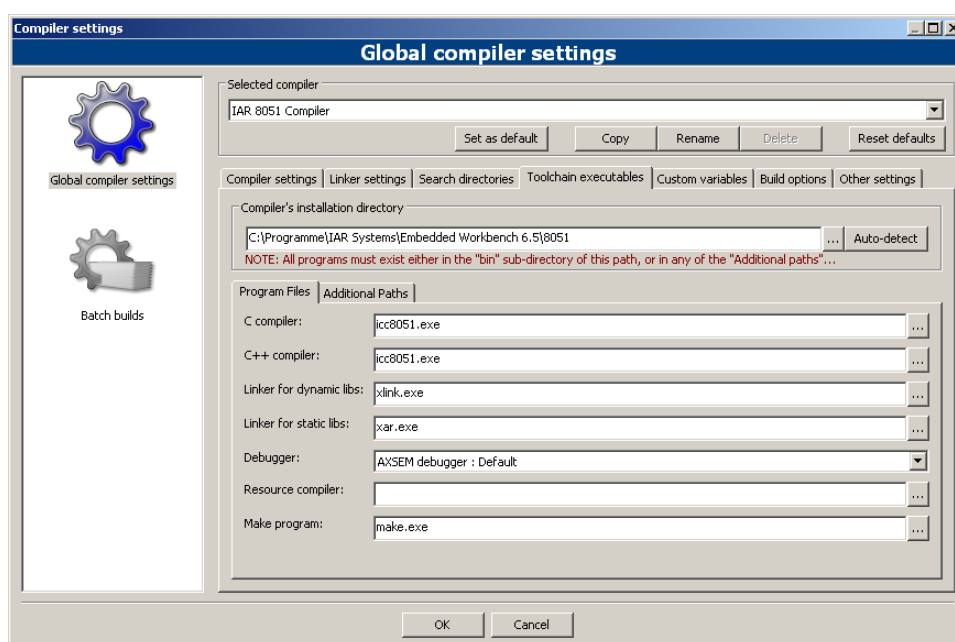 Compiler settings
Global compiler settings
Global compiler settings
Batch builds
Selected compiler
IAR 8051 Compiler
Set as default Copy Rename Delete Reset defaults
Compiler settings Linker settings Search directories Toolchain executables Custom variables Build options Other settings
Compiler's installation directory
C:\Programme\IAR Systems\Embedded Workbench 6.5\8051 ... Auto-detect
NOTE: All programs must exist either in the "bin" sub-directory of this path, or in any of the "Additional paths"...
Program Files Additional Paths
C compiler: icc8051.exe ...
C++ compiler: icc8051.exe ...
Linker for dynamic libs: xlink.exe ...
Linker for static libs: xar.exe ...
Debugger: AXSEM debugger : Default
Resource compiler: ...
Make program: make.exe ...
OK Cancel